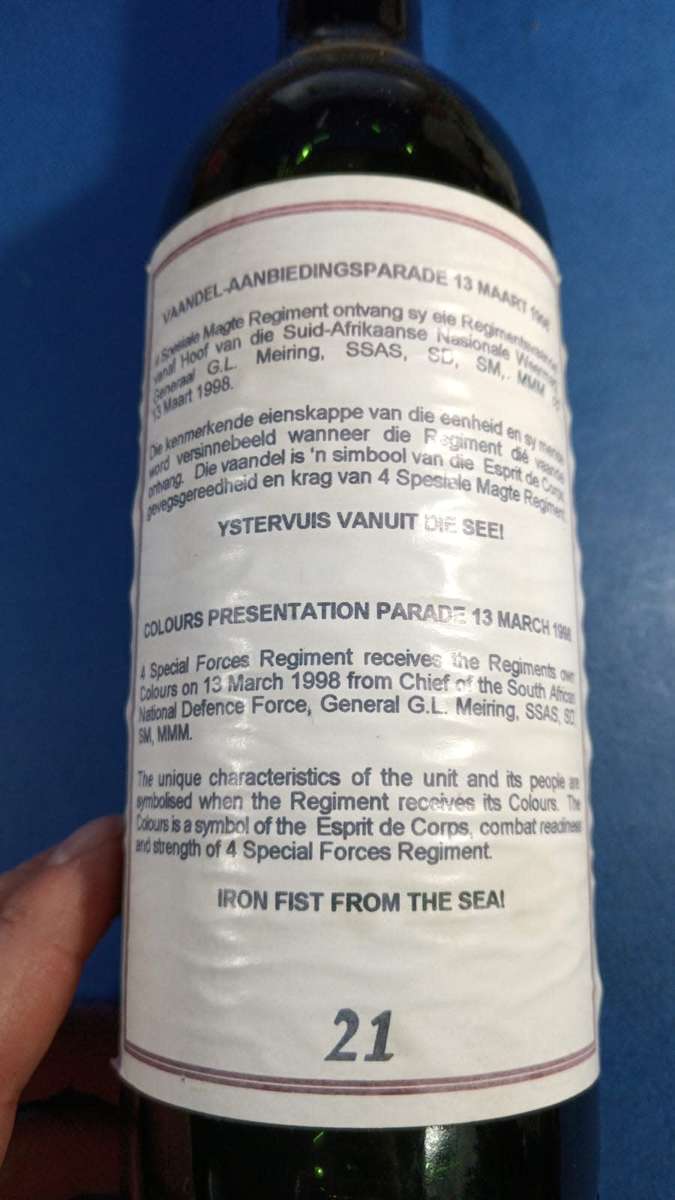 VAANDEL-AANBIEDINGSPARADE 13 MAART 1998
4 Spesiale Magte Regiment ontvang sy eie Regimentsvaandel
vanaf Hoof van die Suid-Afrikaanse Nasionale Weermag,
Generaal G.L. Meiring, SSAS, SD, SM, MMM
13 Maart 1998.
Die kenmerkende eienskappe van die eenheid en sy mense
word versinnebeeld wanneer die Regiment dié vaandel
ontvang. Die vaandel is 'n simbool van die Esprit de Corps,
gevegsgereedheid en krag van 4 Spesiale Magte Regiment.
YSTERVUIS VANUIT DIE SEE!
COLOURS PRESENTATION PARADE 13 MARCH 1998
4 Special Forces Regiment receives the Regiments own
Colours on 13 March 1998 from Chief of the South African
National Defence Force, General G.L. Meiring, SSAS, SD,
SM, MMM.
The unique characteristics of the unit and its people are
symbolised when the Regiment receives its Colours. The
Colours is a symbol of the Esprit de Corps, combat readiness
and strength of 4 Special Forces Regiment.
IRON FIST FROM THE SEA!
21